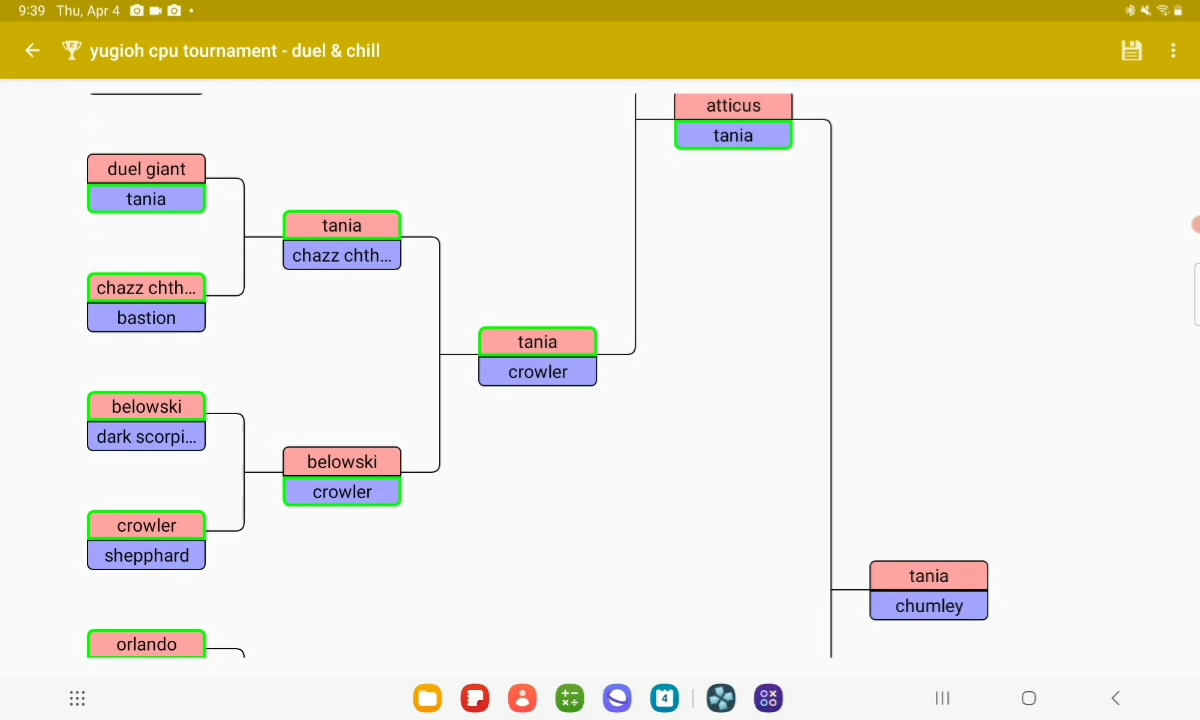 9:39 Thu, Apr 4
yugioh cpu tournament - duel & chill
atticus
tania
duel giant
tania
tania
chazz chth...
chazz chth...
bastion
tania
crowler
belowski
dark scorpi...
belowski
crowler
crowler
shepphard
tania
chumley
orlando
4